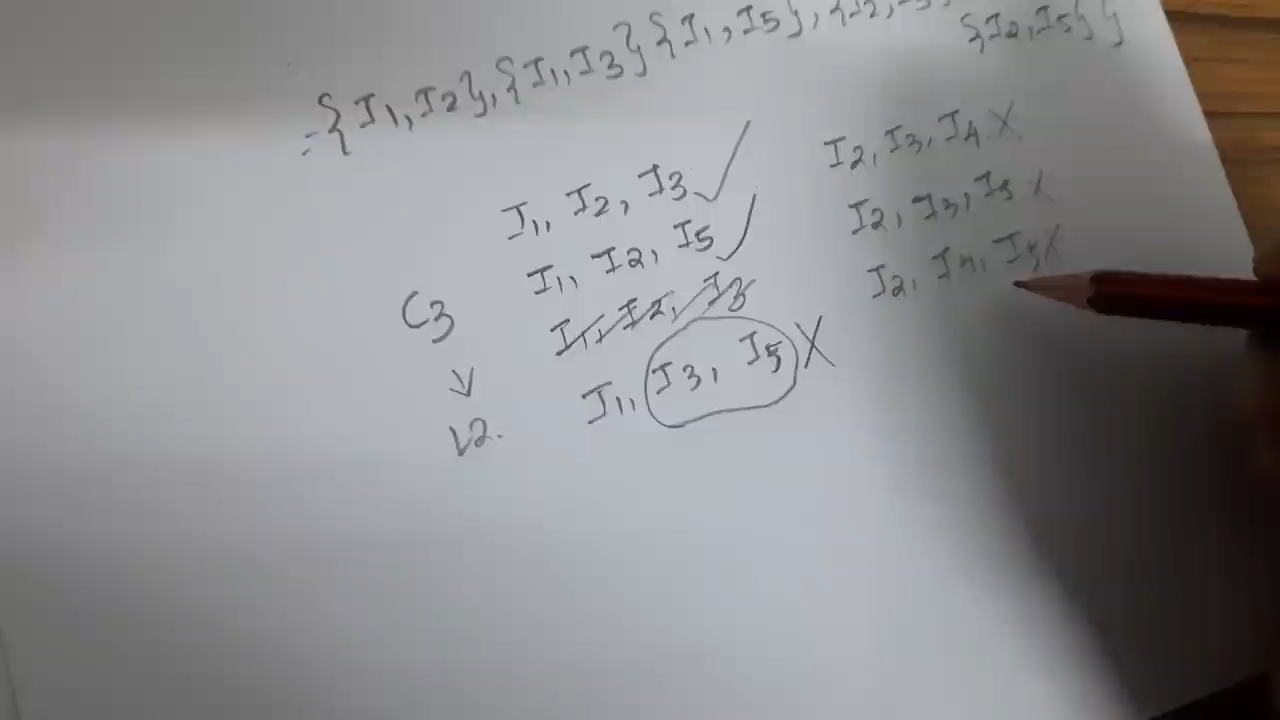 = { I1, I2 }, { I1, I3 } { I1, I5 }, { I2,
{ I2, I5 } }
I1, I2, I3 ✓
I1, I2, I5 ✓
I1, I2, I3
I1, I3, I5 X
C3
L2.
I2, I3, I4 X
I2, I3, I5 X
I2, I4, I5 X